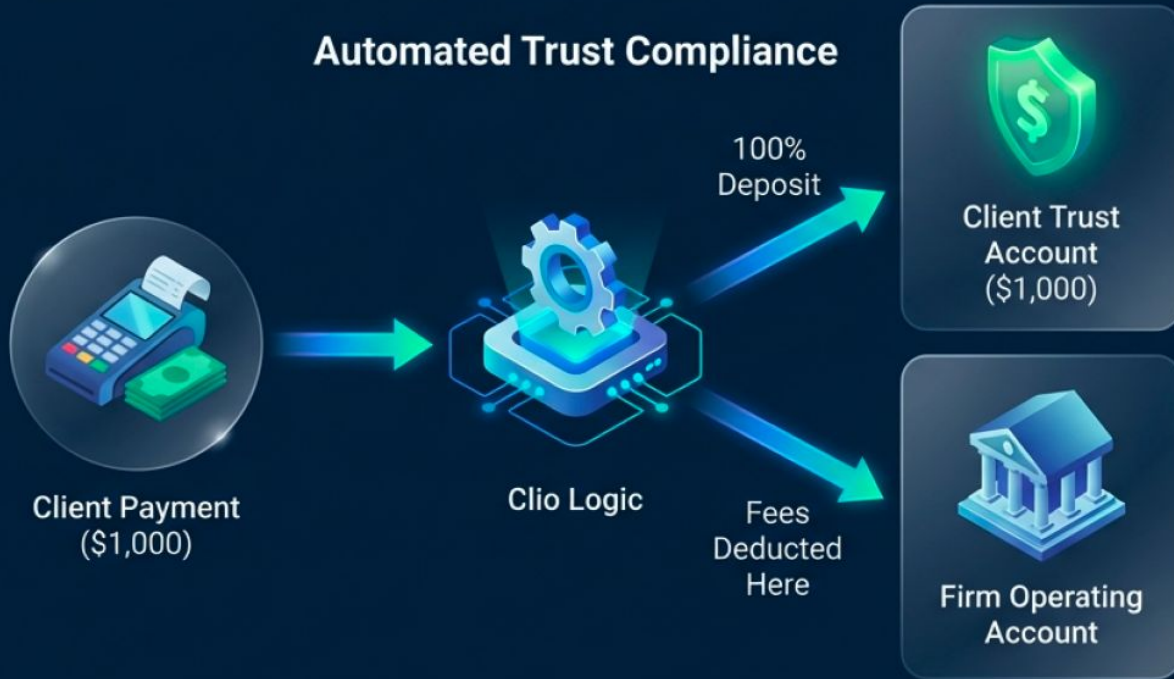 Automated Trust Compliance
100%
Deposit
$
Client Trust
Account
($1,000)
Client Payment
($1,000)
Clio Logic
Fees
Deducted
Here
Firm Operating
Account